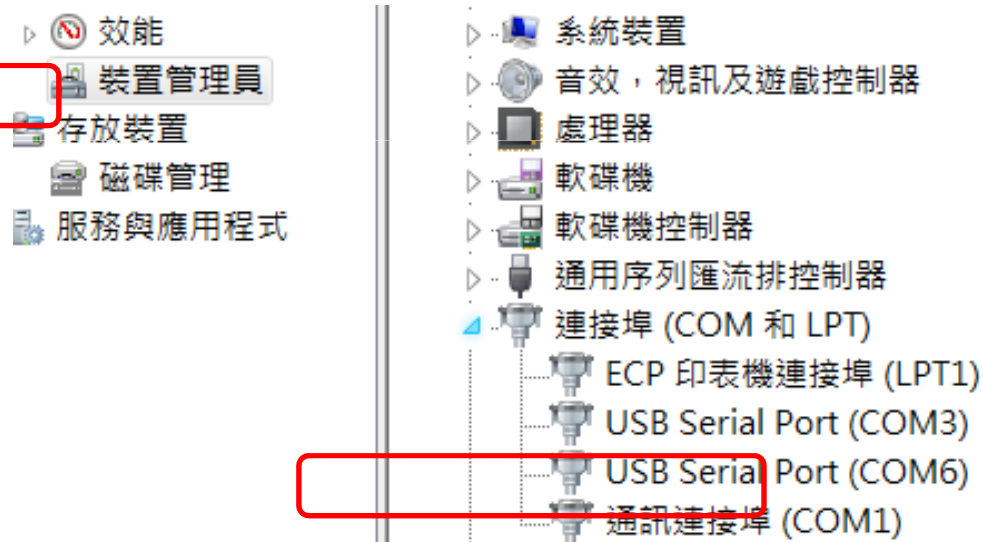 效能
裝置管理員
存放裝置
磁碟管理
服務與應用程式
系統裝置
音效，視訊及遊戲控制器
處理器
軟碟機
軟碟機控制器
通用序列匯流排控制器
連接埠 (COM 和 LPT)
ECP 印表機連接埠 (LPT1)
USB Serial Port (COM3)
USB Serial Port (COM6)
通訊連接埠 (COM1)